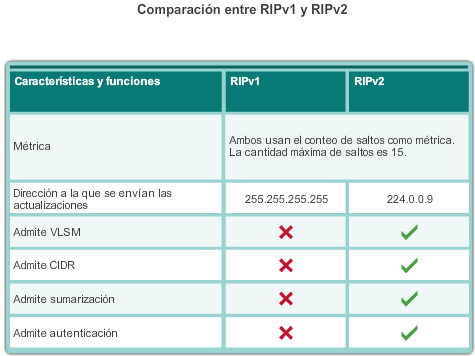 Comparación entre RIPv1 y RIPv2
Características y funciones
RIPv1
RIPv2
Métrica
Ambos usan el conteo de saltos como métrica.
La cantidad máxima de saltos es 15.
Dirección a la que se envían las
actualizaciones
255.255.255.255
224.0.0.9
Admite VLSM
Admite CIDR
Admite sumarización
Admite autenticación